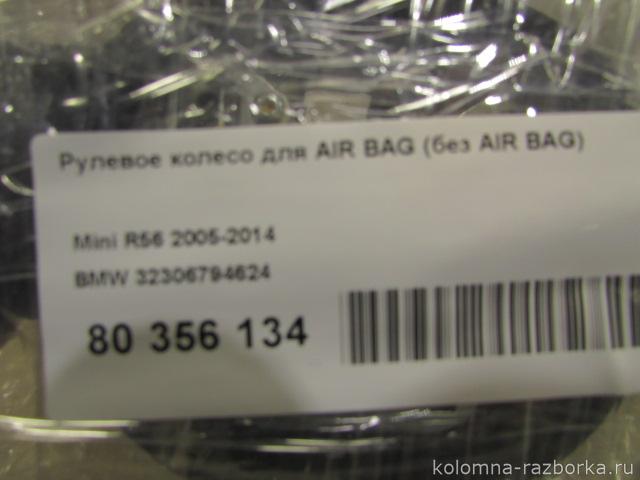 Рулевое колесо для AIR BAG (без AIR BAG)
Mini R56 2005-2014
BMW 32306794624
80 356 134
kolomna-razborka.ru